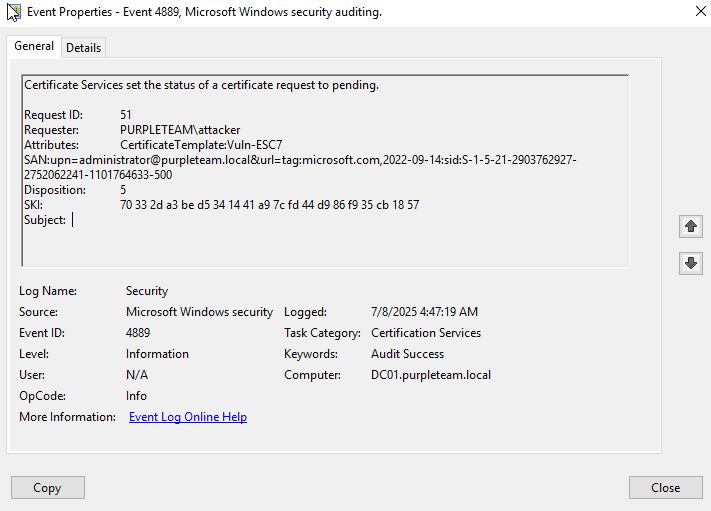 Event Properties - Event 4889, Microsoft Windows security auditing.
General Details
Certificate Services set the status of a certificate request to pending.
Request ID: 51
Requester: PURPLETEAM\attacker
Attributes: CertificateTemplate:Vuln-ESC7
SAN:upn=administrator@purpleteam.local&url=tag:microsoft.com,2022-09-14:sid:S-1-5-21-2903762927-
2752062241-1101764633-500
Disposition: 5
SKI: 70 33 2d a3 be d5 34 14 41 a9 7c fd 44 d9 86 f9 35 cb 18 57
Subject:
Log Name: Security
Source: Microsoft Windows security Logged: 7/8/2025 4:47:19 AM
Event ID: 4889 Task Category: Certification Services
Level: Information Keywords: Audit Success
User: N/A Computer: DC01.purpleteam.local
OpCode: Info
More Information: Event Log Online Help
Copy Close